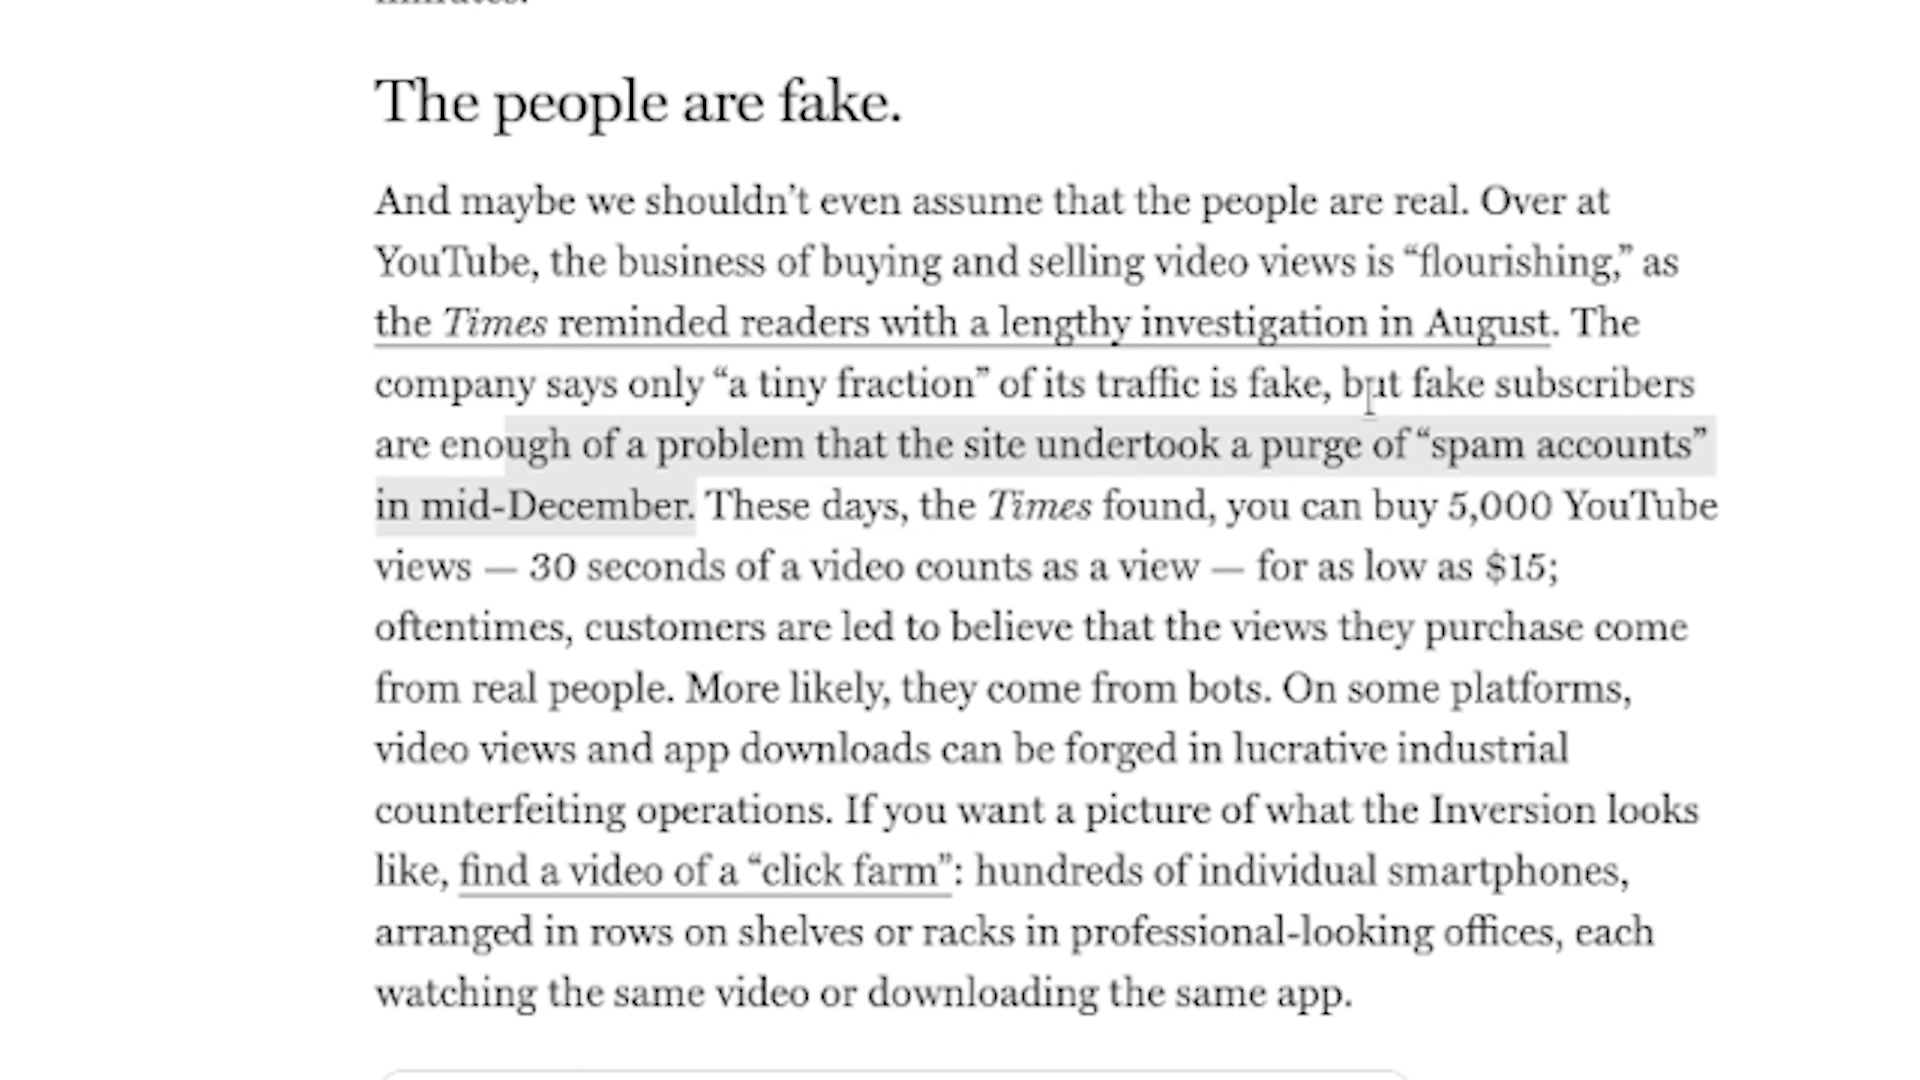 The people are fake.
And maybe we shouldn’t even assume that the people are real. Over at
YouTube, the business of buying and selling video views is “flourishing,” as
the Times reminded readers with a lengthy investigation in August. The
company says only “a tiny fraction” of its traffic is fake, but fake subscribers
are enough of a problem that the site undertook a purge of “spam accounts”
in mid-December. These days, the Times found, you can buy 5,000 YouTube
views — 30 seconds of a video counts as a view — for as low as $15;
oftentimes, customers are led to believe that the views they purchase come
from real people. More likely, they come from bots. On some platforms,
video views and app downloads can be forged in lucrative industrial
counterfeiting operations. If you want a picture of what the Inversion looks
like, find a video of a “click farm”: hundreds of individual smartphones,
arranged in rows on shelves or racks in professional-looking offices, each
watching the same video or downloading the same app.